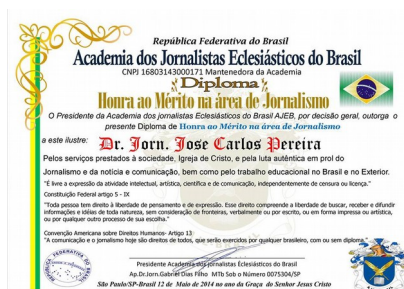 República Federativa do Brasil
Academia dos Jornalistas Eclesiásticos do Brasil
CNPJ 16803143000171 Mantenedora da Academia
Diploma
Honra ao Mérito na área de Jornalismo
O Presidente da Academia dos jornalistas Eclesiásticos do Brasil AJEB, por decisão geral, outorga o
presente Diploma de Honra ao Mérito na área de Jornalismo
a este ilustre: Dr. Jorn. Jose Carlos Pereira
Pelos serviços prestados à sociedade, Igreja de Cristo, e pela luta autêntica em prol do
Jornalismo e da notícia e comunicação, bem como pelo trabalho educacional no Brasil e no Exterior.
"É livre a expressão da atividade intelectual, artística, científica e de comunicação, independentemente de censura ou licença."
Constituição Federal artigo 5 - IX
"Toda pessoa tem direito à liberdade de pensamento e de expressão. Esse direito compreende a liberdade de buscar, receber e difundir
informações e idéias de toda natureza, sem consideração de fronteiras, verbalmente ou por escrito, ou em forma impressa ou artística,
ou por qualquer outro processo de sua escolha."
Convenção Americana sobre Direitos Humanos- Artigo 13
"A comunicação e o jornalismo hoje são direitos de todos, que serão exercidos por qualquer brasileiro, com ou sem diploma."
Presidente Academia dos Jornalistas Eclesiásticos do Brasil
Ap.Dr.Jorn.Gabriel Dias Filho MTb Sob o Número 0075304/SP
São Paulo/SP-Brasil 12 de Maio de 2014 no ano da Graça do Senhor Jesus Cristo